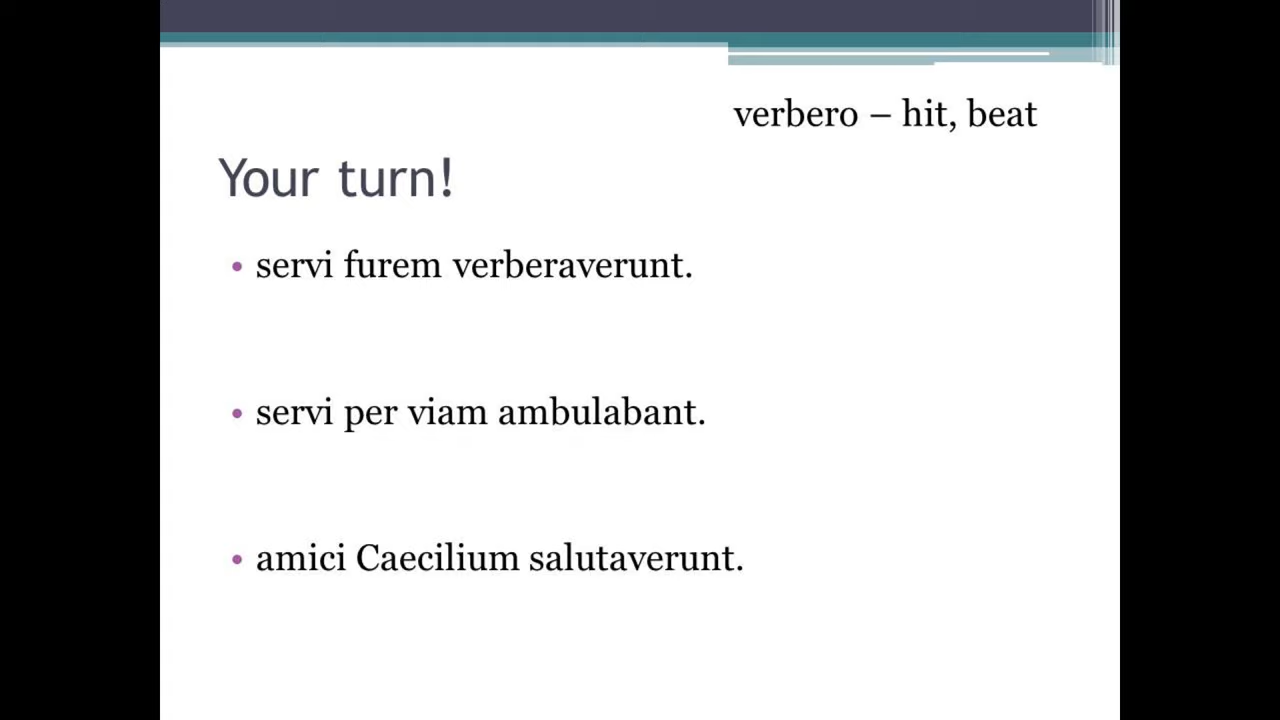 verbero – hit, beat
Your turn!
• servi furem verberaverunt.
• servi per viam ambulabant.
• amici Caecilium salutaverunt.